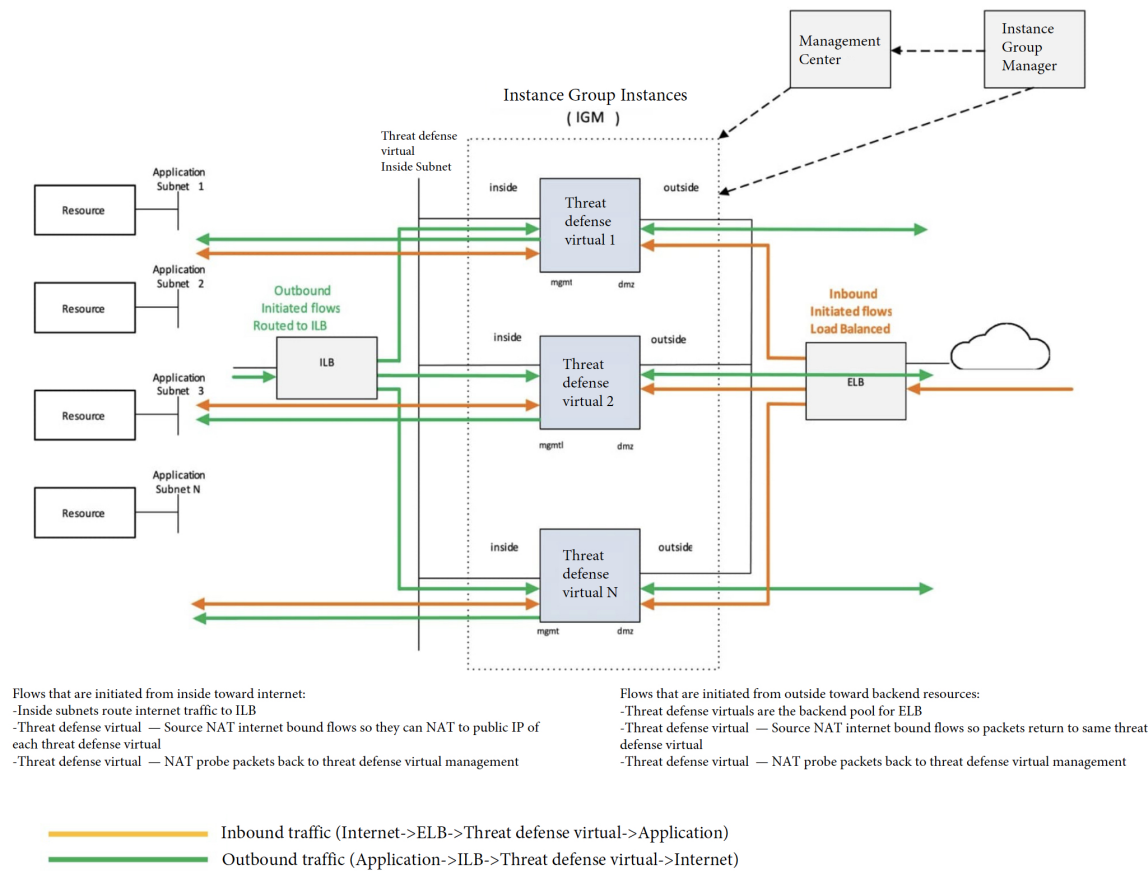 Management
Center
Instance
Group
Manager
Instance Group Instances
( IGM )
Threat defense
virtual
Inside Subnet
Application
Subnet 1
Resource
inside
outside
Threat
defense
virtual 1
mgmt
dmz
Application
Subnet 2
Resource
Outbound
Initiated flows
Routed to ILB
ILB
inside
outside
Threat
defense
virtual 2
mgmtl
dmz
Inbound
Initiated flows
Load Balanced
ELB
Application
Subnet 3
Resource
Application
Subnet N
Resource
inside
outside
Threat
defense
virtual N
mgmt
dmz
Flows that are initiated from inside toward internet:
-Inside subnets route internet traffic to ILB
-Threat defense virtual — Source NAT internet bound flows so they can NAT to public IP of
each threat defense virtual
-Threat defense virtual — NAT probe packets back to threat defense virtual management
Flows that are initiated from outside toward backend resources:
-Threat defense virtuals are the backend pool for ELB
-Threat defense virtual — Source NAT internet bound flows so packets return to same threat
defense virtual
-Threat defense virtual — NAT probe packets back to threat defense virtual management
Inbound traffic (Internet->ELB->Threat defense virtual->Application)
Outbound traffic (Application->ILB->Threat defense virtual->Internet)